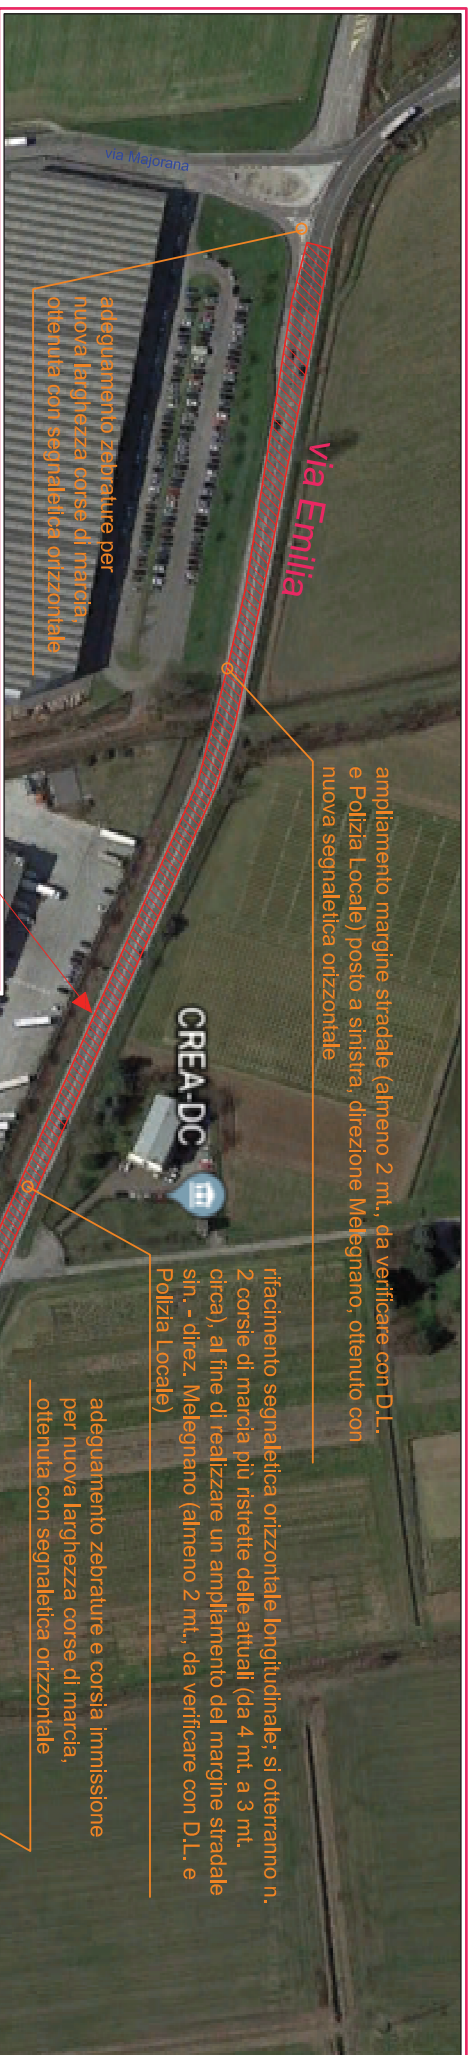 via Majorana
adeguamento zebrature per
nuova larghezza corse di marcia,
ottenuta con segnaletica orizzontale
via Emilia
ampliamento margine stradale (almeno 2 mt., da verificare con D.L.
e Polizia Locale) posto a sinistra, direzione Melegnano, ottenuto con
nuova segnaletica orizzontale
CREA-DC
rifacimento segnaletica orizzontale longitudinale; si otterranno n.
2 corsie di marcia più ristrette delle attuali (da 4 mt. a 3 mt.
circa), al fine di realizzare un ampliamento del margine stradale
sin. - direz. Melegnano (almeno 2 mt., da verificare con D.L. e
Polizia Locale)
adeguamento zebrature e corsia immissione
per nuova larghezza corse di marcia,
ottenuta con segnaletica orizzontale